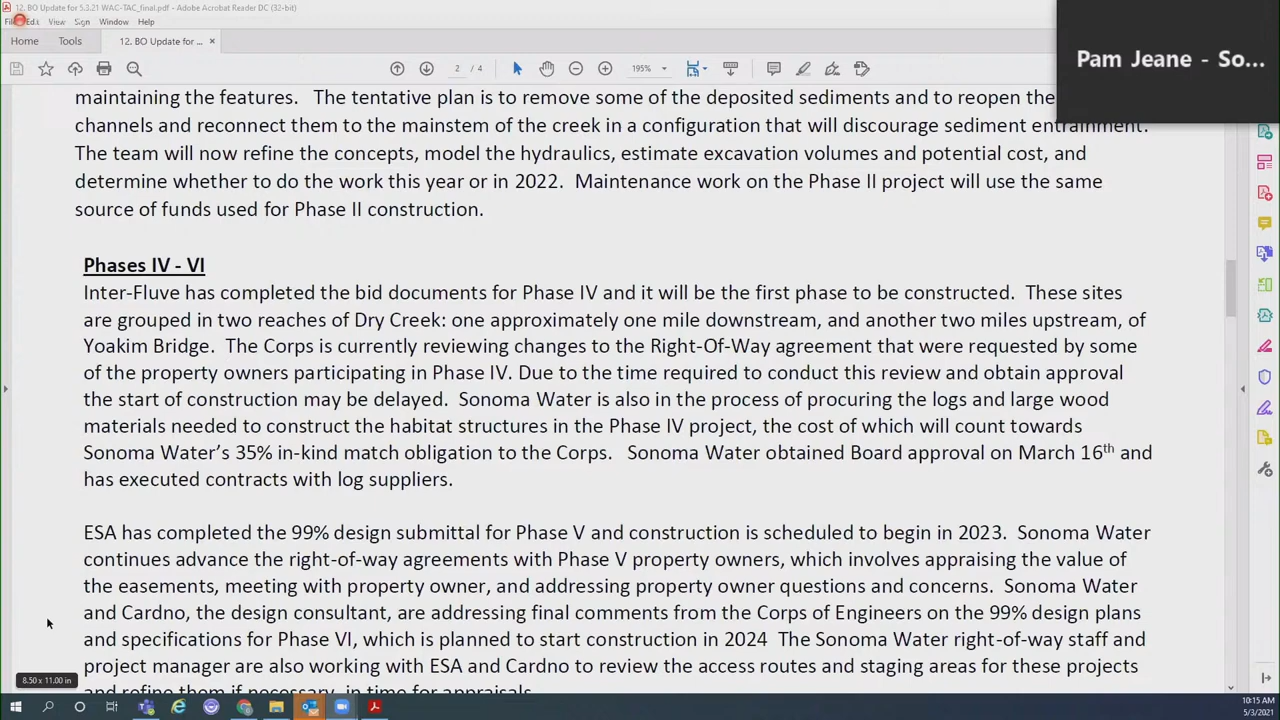 12. BO Update for 5.3.21 WAC-TAC_final.pdf - Adobe Acrobat Reader DC (32-bit)
File Edit View Sign Window Help
Home Tools 12. BO Update for ... ×
2 / 4 195%
Pam Jeane - So...
maintaining the features. The tentative plan is to remove some of the deposited sediments and to reopen the
channels and reconnect them to the mainstem of the creek in a configuration that will discourage sediment entrainment.
The team will now refine the concepts, model the hydraulics, estimate excavation volumes and potential cost, and
determine whether to do the work this year or in 2022. Maintenance work on the Phase II project will use the same
source of funds used for Phase II construction.
Phases IV - VI
Inter-Fluve has completed the bid documents for Phase IV and it will be the first phase to be constructed. These sites
are grouped in two reaches of Dry Creek: one approximately one mile downstream, and another two miles upstream, of
Yoakim Bridge. The Corps is currently reviewing changes to the Right-Of-Way agreement that were requested by some
of the property owners participating in Phase IV. Due to the time required to conduct this review and obtain approval
the start of construction may be delayed. Sonoma Water is also in the process of procuring the logs and large wood
materials needed to construct the habitat structures in the Phase IV project, the cost of which will count towards
Sonoma Water's 35% in-kind match obligation to the Corps. Sonoma Water obtained Board approval on March 16th and
has executed contracts with log suppliers.
ESA has completed the 99% design submittal for Phase V and construction is scheduled to begin in 2023. Sonoma Water
continues advance the right-of-way agreements with Phase V property owners, which involves appraising the value of
the easements, meeting with property owner, and addressing property owner questions and concerns. Sonoma Water
and Cardno, the design consultant, are addressing final comments from the Corps of Engineers on the 99% design plans
and specifications for Phase VI, which is planned to start construction in 2024 The Sonoma Water right-of-way staff and
project manager are also working with ESA and Cardno to review the access routes and staging areas for these projects
and refine them if necessary, in time for appraisals.
8.50 x 11.00 in
10:15 AM
5/3/2021